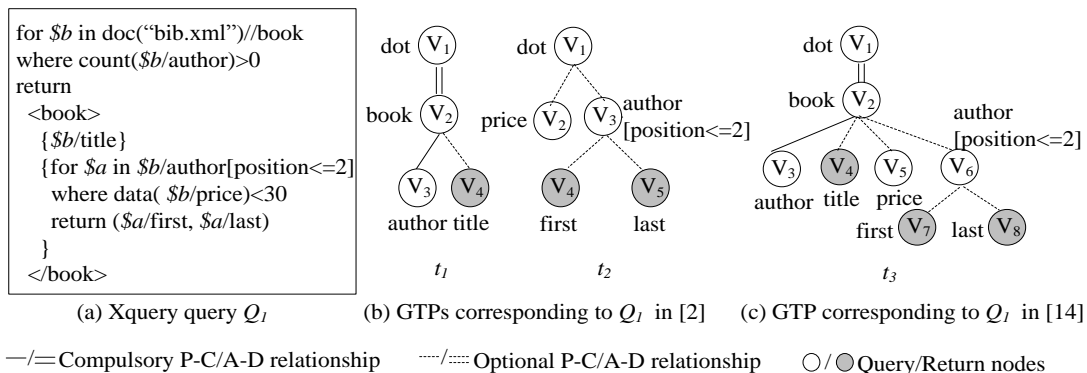 for $b in doc(“bib.xml”)//book
where count($b/author)>0
return
<book>
{$b/title}
{for $a in $b/author[position<=2]
where data( $b/price)<30
return ($a/first, $a/last)
}
</book>
(a) Xquery query Q1
dot V1
book V2
V3 V4
author title
t1
dot V1
price V2 V3 author
[position<=2]
V4 V5
first last
t2
(b) GTPs corresponding to Q1 in [2]
dot V1
book V2
author
[position<=2]
V3 V4 V5 V6
author title price
first V7 last V8
t3
(c) GTP corresponding to Q1 in [14]
Compulsory P-C/A-D relationship
Optional P-C/A-D relationship
Query/Return nodes